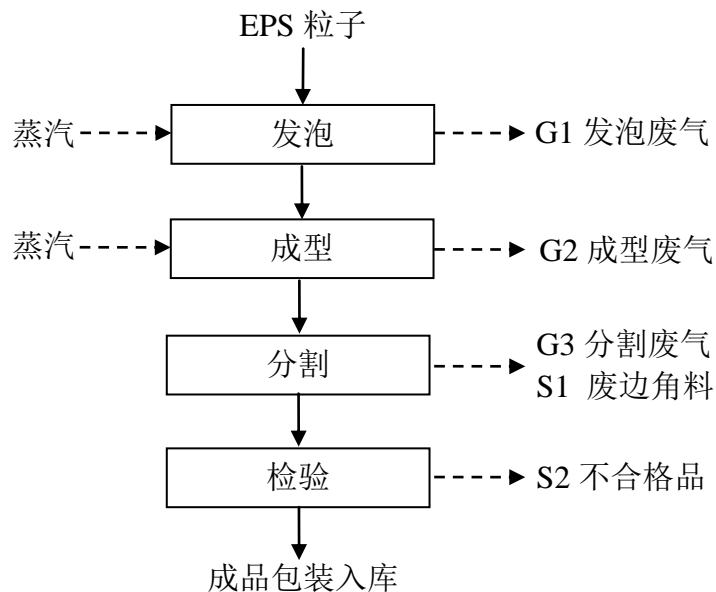 EPS 粒子
蒸汽
发泡
G1 发泡废气
蒸汽
成型
G2 成型废气
分割
G3 分割废气
S1 废边角料
检验
S2 不合格品
成品包装入库